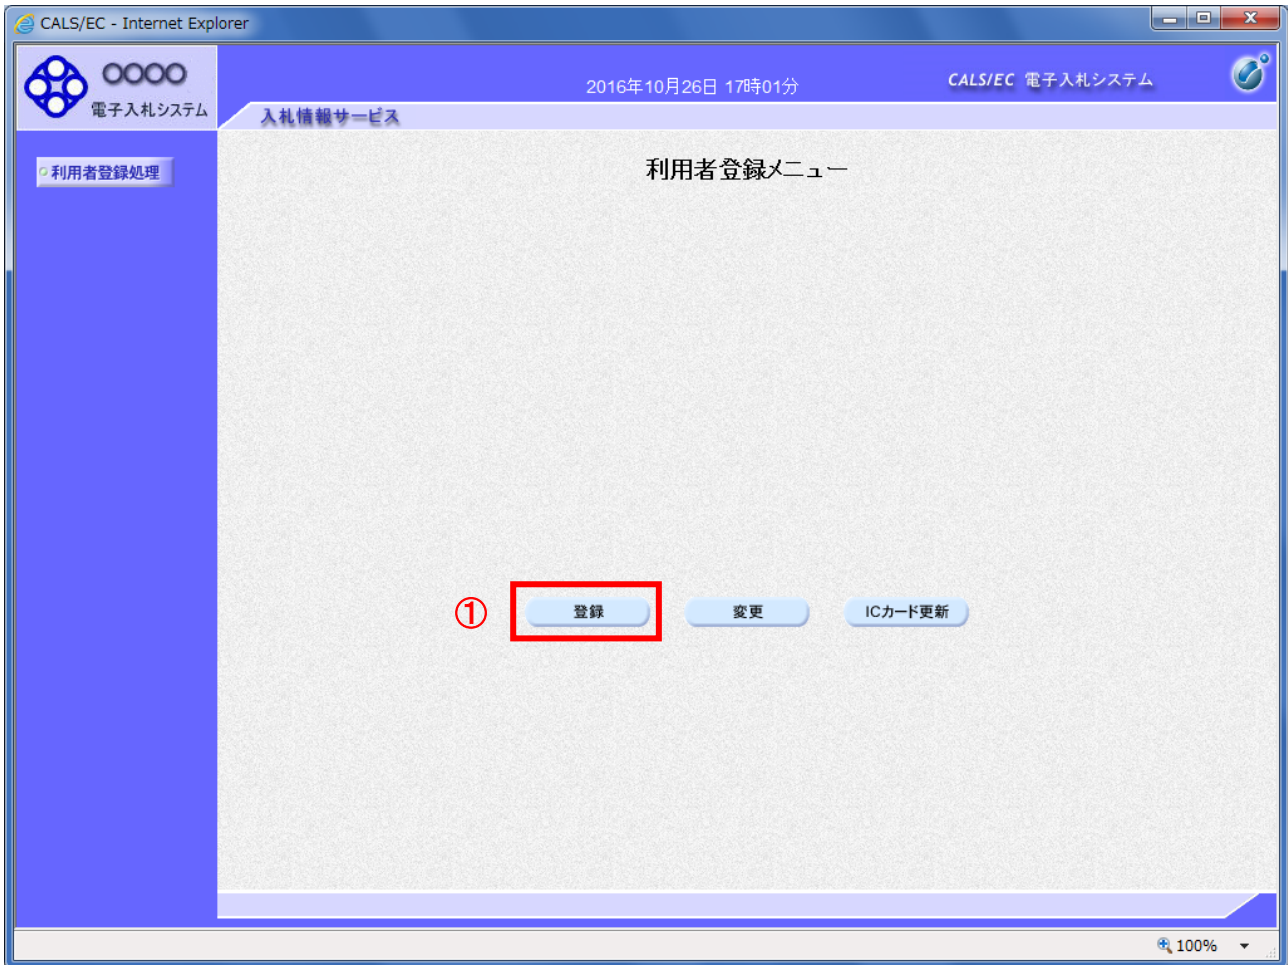 CALS/EC - Internet Explorer
〇〇〇〇
電子入札システム
2016年10月26日 17時01分
CALS/EC 電子入札システム
入札情報サービス
利用者登録処理
利用者登録メニュー
① 登録 変更 ICカード更新
100%